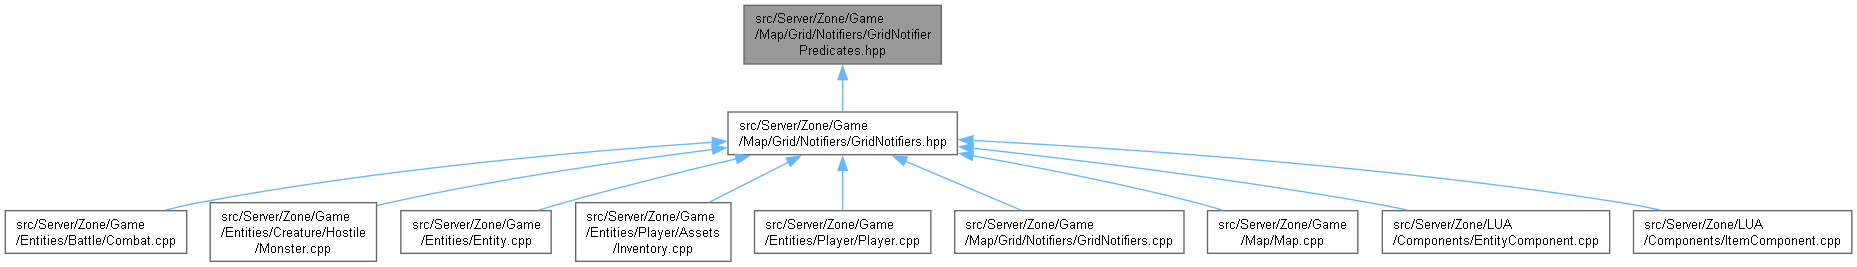 src/Server/Zone/Game
/Map/Grid/Notifiers/GridNotifier
Predicates.hpp
src/Server/Zone/Game
/Map/Grid/Notifiers/GridNotifiers.hpp
src/Server/Zone/Game
/Entities/Battle/Combat.cpp
src/Server/Zone/Game
/Entities/Creature/Hostile
/Monster.cpp
src/Server/Zone/Game
/Entities/Entity.cpp
src/Server/Zone/Game
/Entities/Player/Assets
/Inventory.cpp
src/Server/Zone/Game
/Entities/Player/Player.cpp
src/Server/Zone/Game
/Map/Grid/Notifiers/GridNotifiers.cpp
src/Server/Zone/Game
/Map/Map.cpp
src/Server/Zone/LUA
/Components/EntityComponent.cpp
src/Server/Zone/LUA
/Components/ItemComponent.cpp